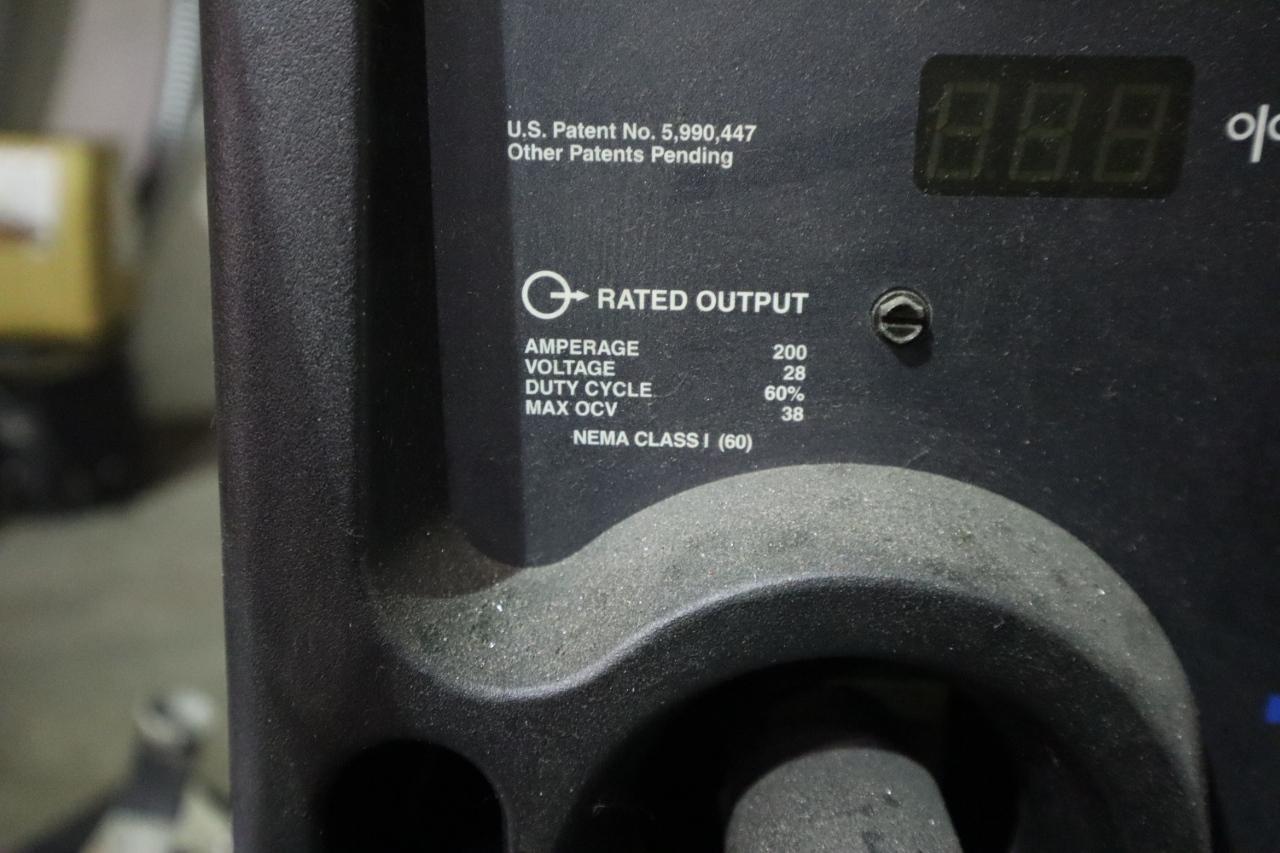 U.S. Patent No. 5,990,447
Other Patents Pending
RATED OUTPUT
AMPERAGE 200
VOLTAGE 28
DUTY CYCLE 60%
MAX OCV 38
NEMA CLASS I (60)